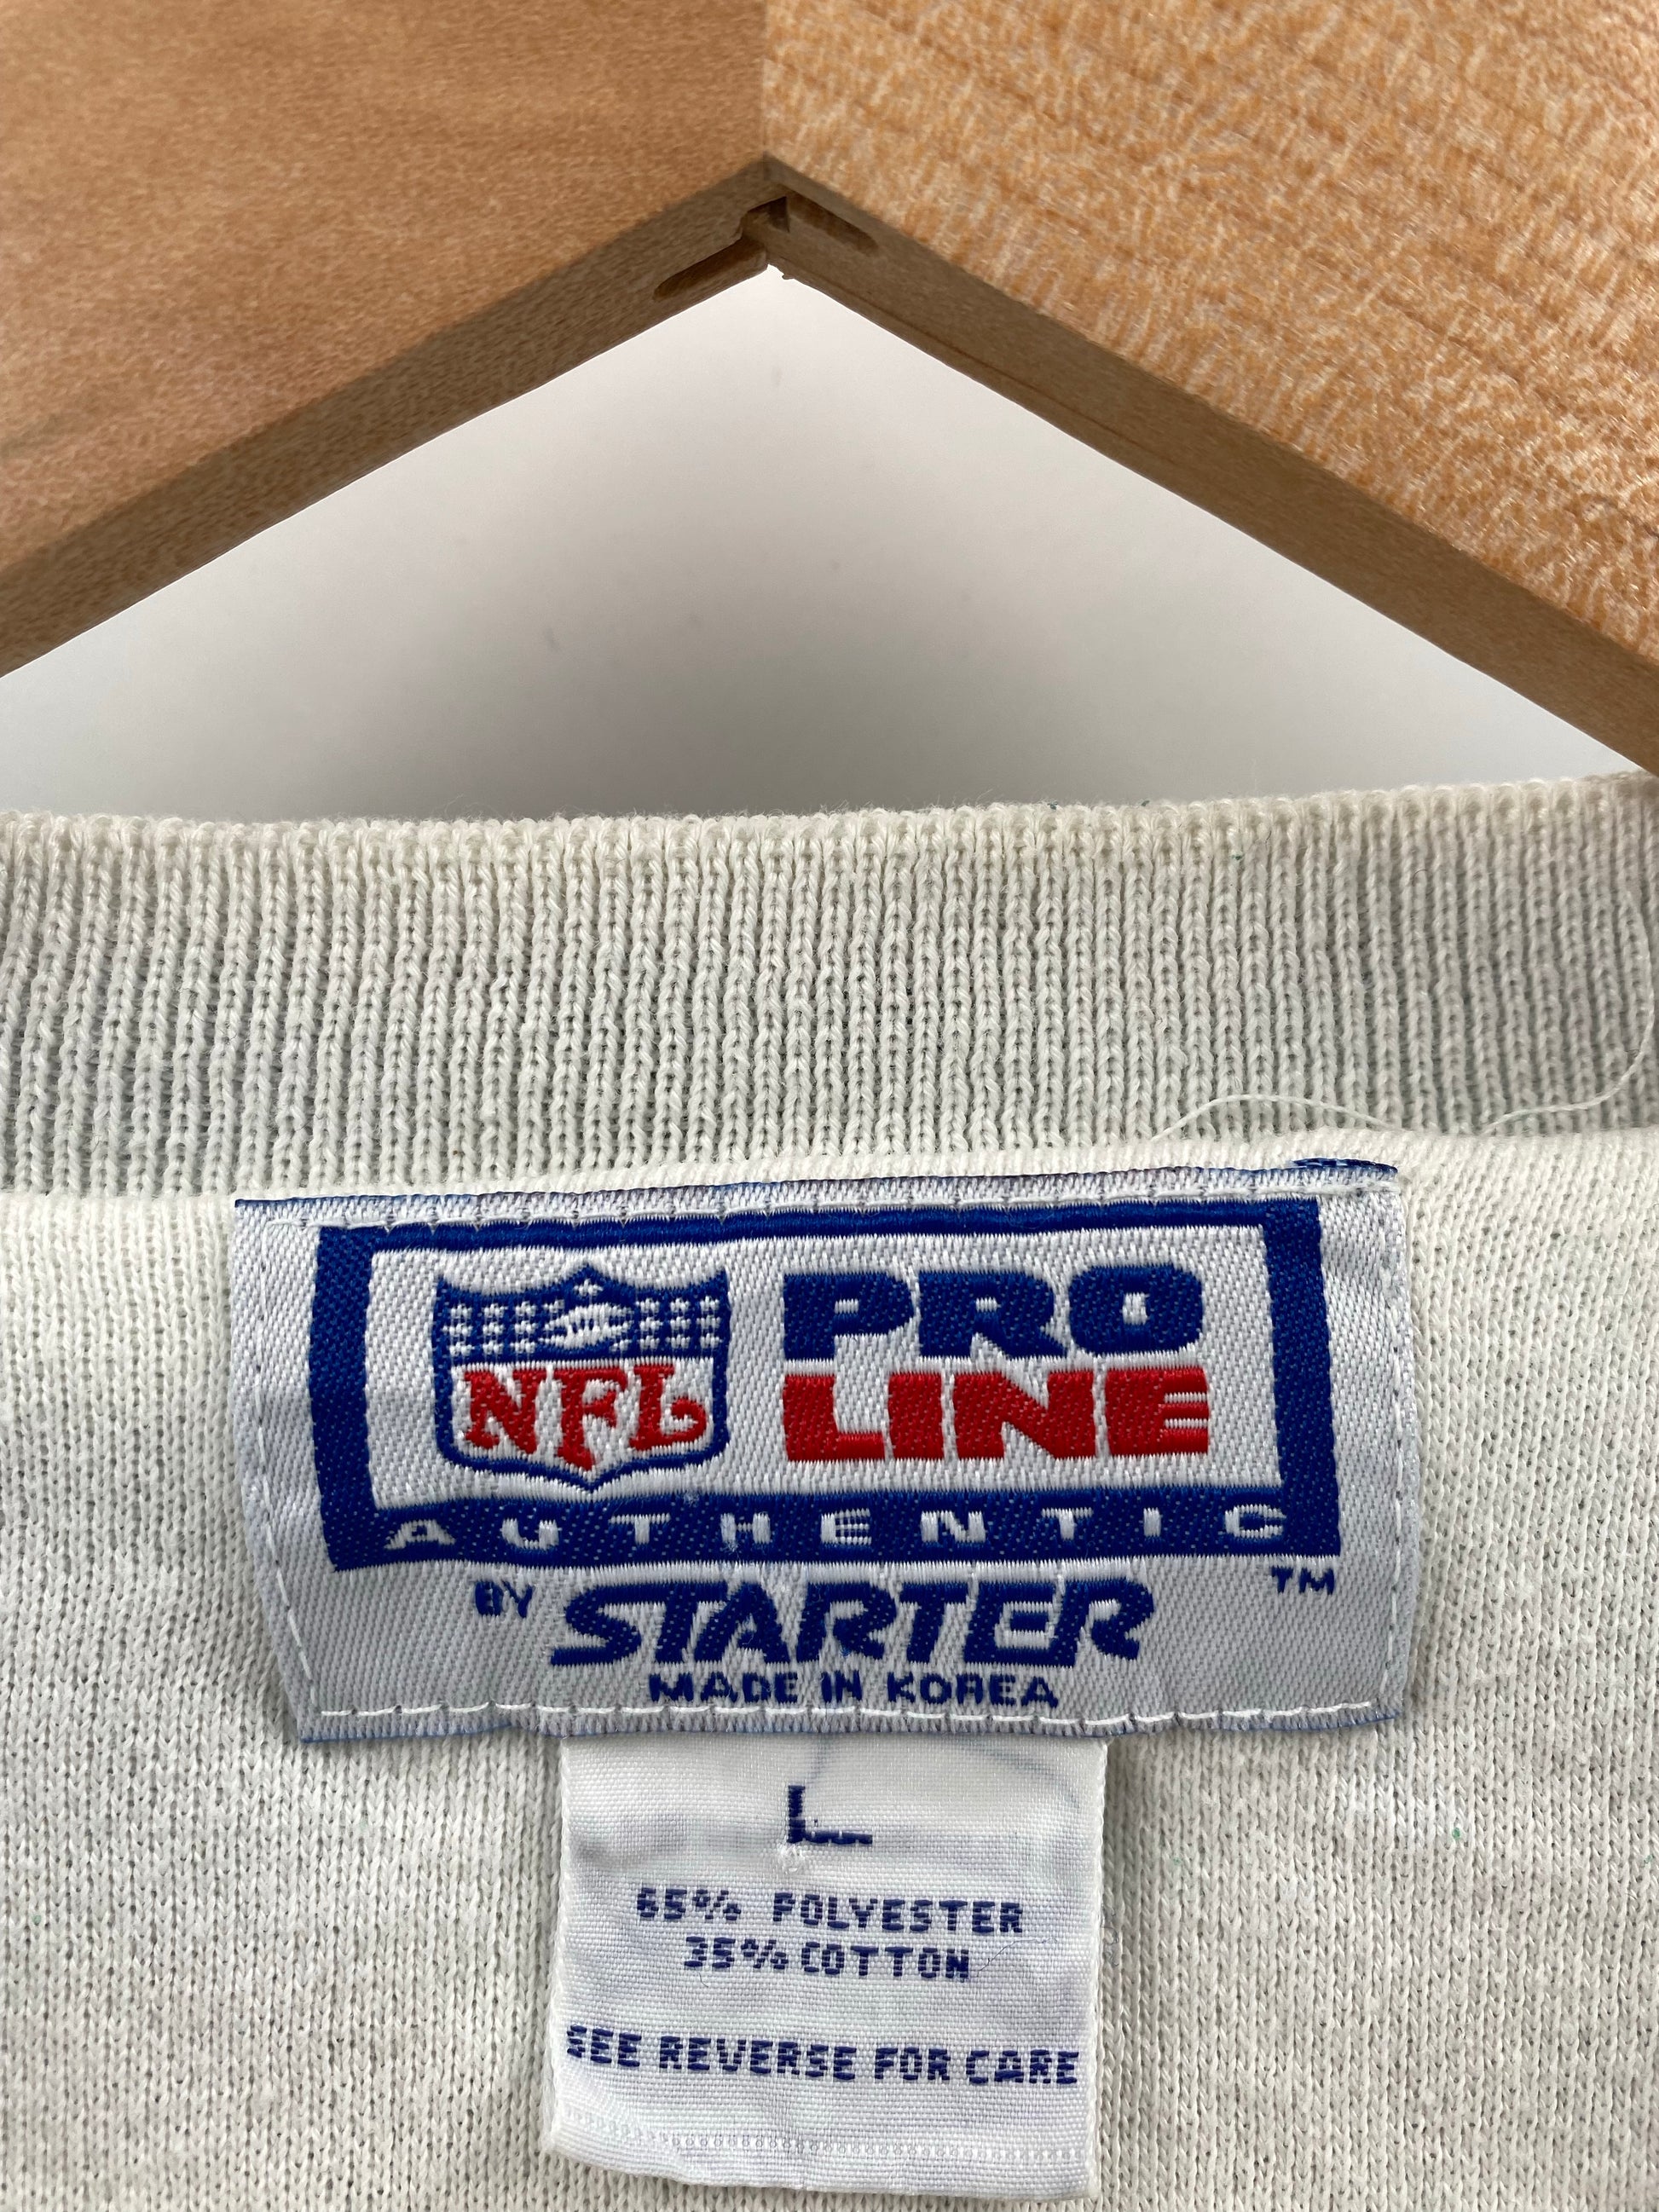 NFL
PRO
LINE
AUTHENTIC
TM
BY STARTER
MADE IN KOREA
L
65% POLYESTER
35% COTTON
SEE REVERSE FOR CARE